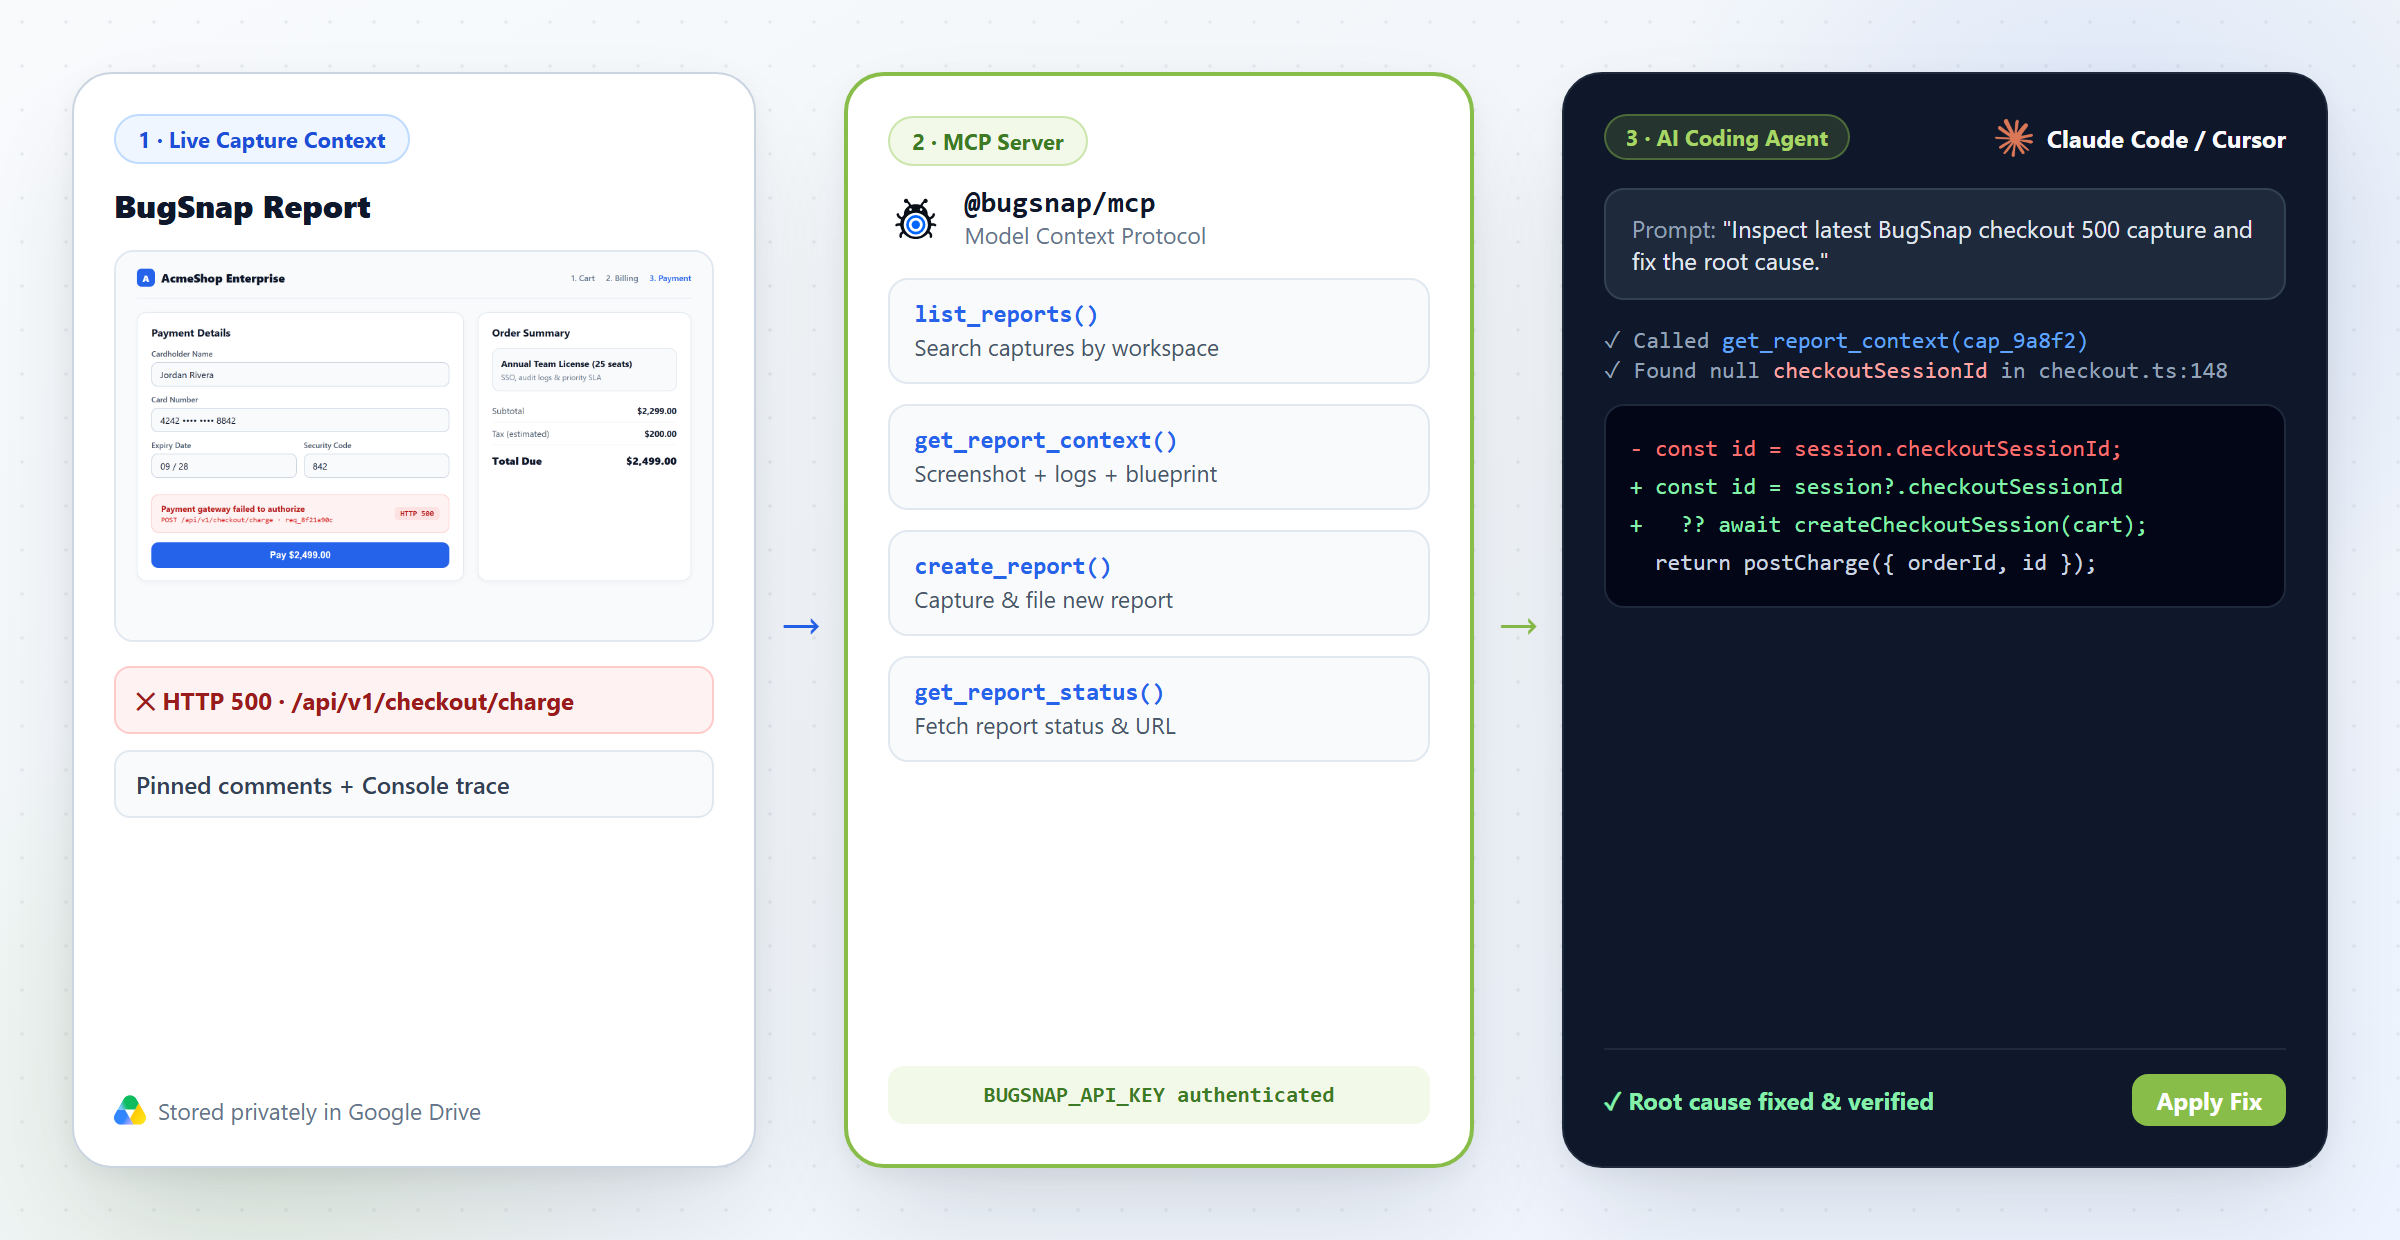 1 · Live Capture Context
BugSnap Report
A AcmeShop Enterprise
1. Cart 2. Billing 3. Payment
Payment Details
Cardholder Name
Jordan Rivera
Card Number
4242 •••• •••• 8842
Expiry Date Security Code
09 / 28 842
Payment gateway failed to authorize
POST /api/v1/checkout/charge · req_8f21a90c
HTTP 500
Pay $2,499.00
Order Summary
Annual Team License (25 seats)
SSO, audit logs & priority SLA
Subtotal $2,299.00
Tax (estimated) $200.00
Total Due $2,499.00
✕ HTTP 500 · /api/v1/checkout/charge
Pinned comments + Console trace
Stored privately in Google Drive
→
2 · MCP Server
@bugsnap/mcp
Model Context Protocol
list_reports()
Search captures by workspace
get_report_context()
Screenshot + logs + blueprint
create_report()
Capture & file new report
get_report_status()
Fetch report status & URL
BUGSNAP_API_KEY authenticated
→
3 · AI Coding Agent
Claude Code / Cursor
Prompt: "Inspect latest BugSnap checkout 500 capture and
fix the root cause."
✓ Called get_report_context(cap_9a8f2)
✓ Found null checkoutSessionId in checkout.ts:148
- const id = session.checkoutSessionId;
+ const id = session?.checkoutSessionId
+   ?? await createCheckoutSession(cart);
return postCharge({ orderId, id });
✓ Root cause fixed & verified
Apply Fix